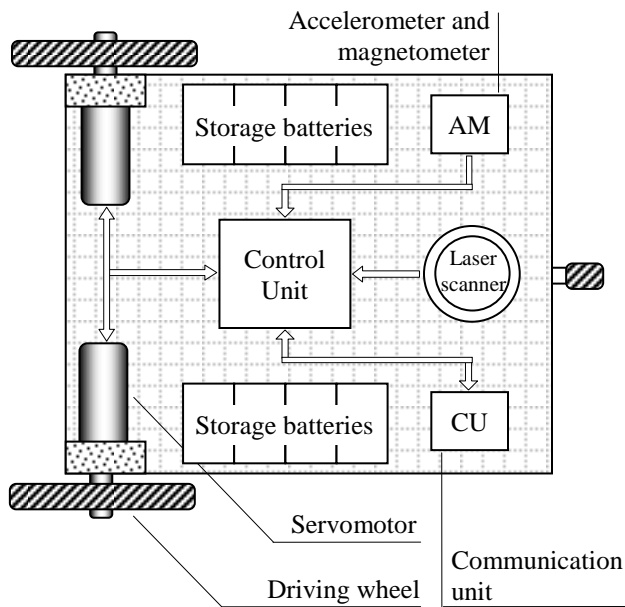 Accelerometer and
magnetometer
Storage batteries
AM
Control
Unit
Laser
scanner
Storage batteries
CU
Servomotor
Communication
unit
Driving wheel